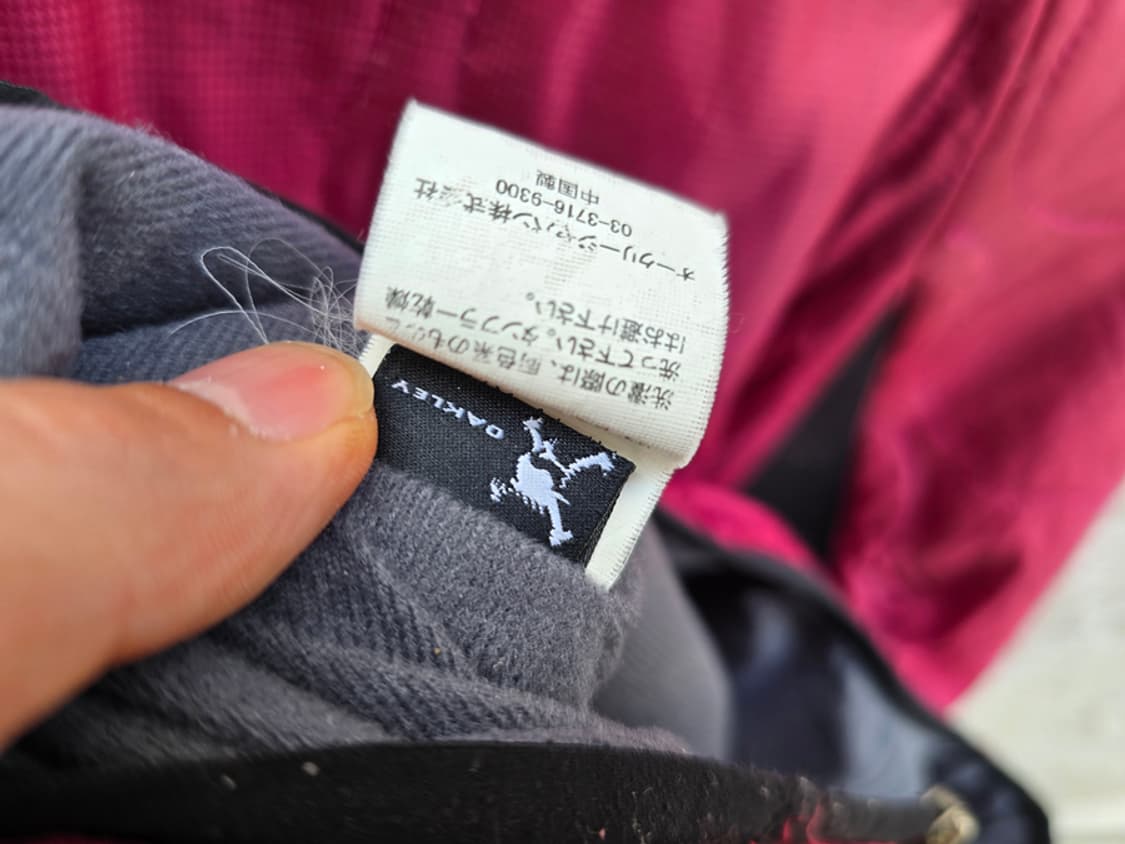 洗濯の際は、同色系のものと
洗って下さい。タンブラー乾燥
はお避け下さい。
オークリージャパン株式会社
03-3716-9300
中国製
OAKLEY